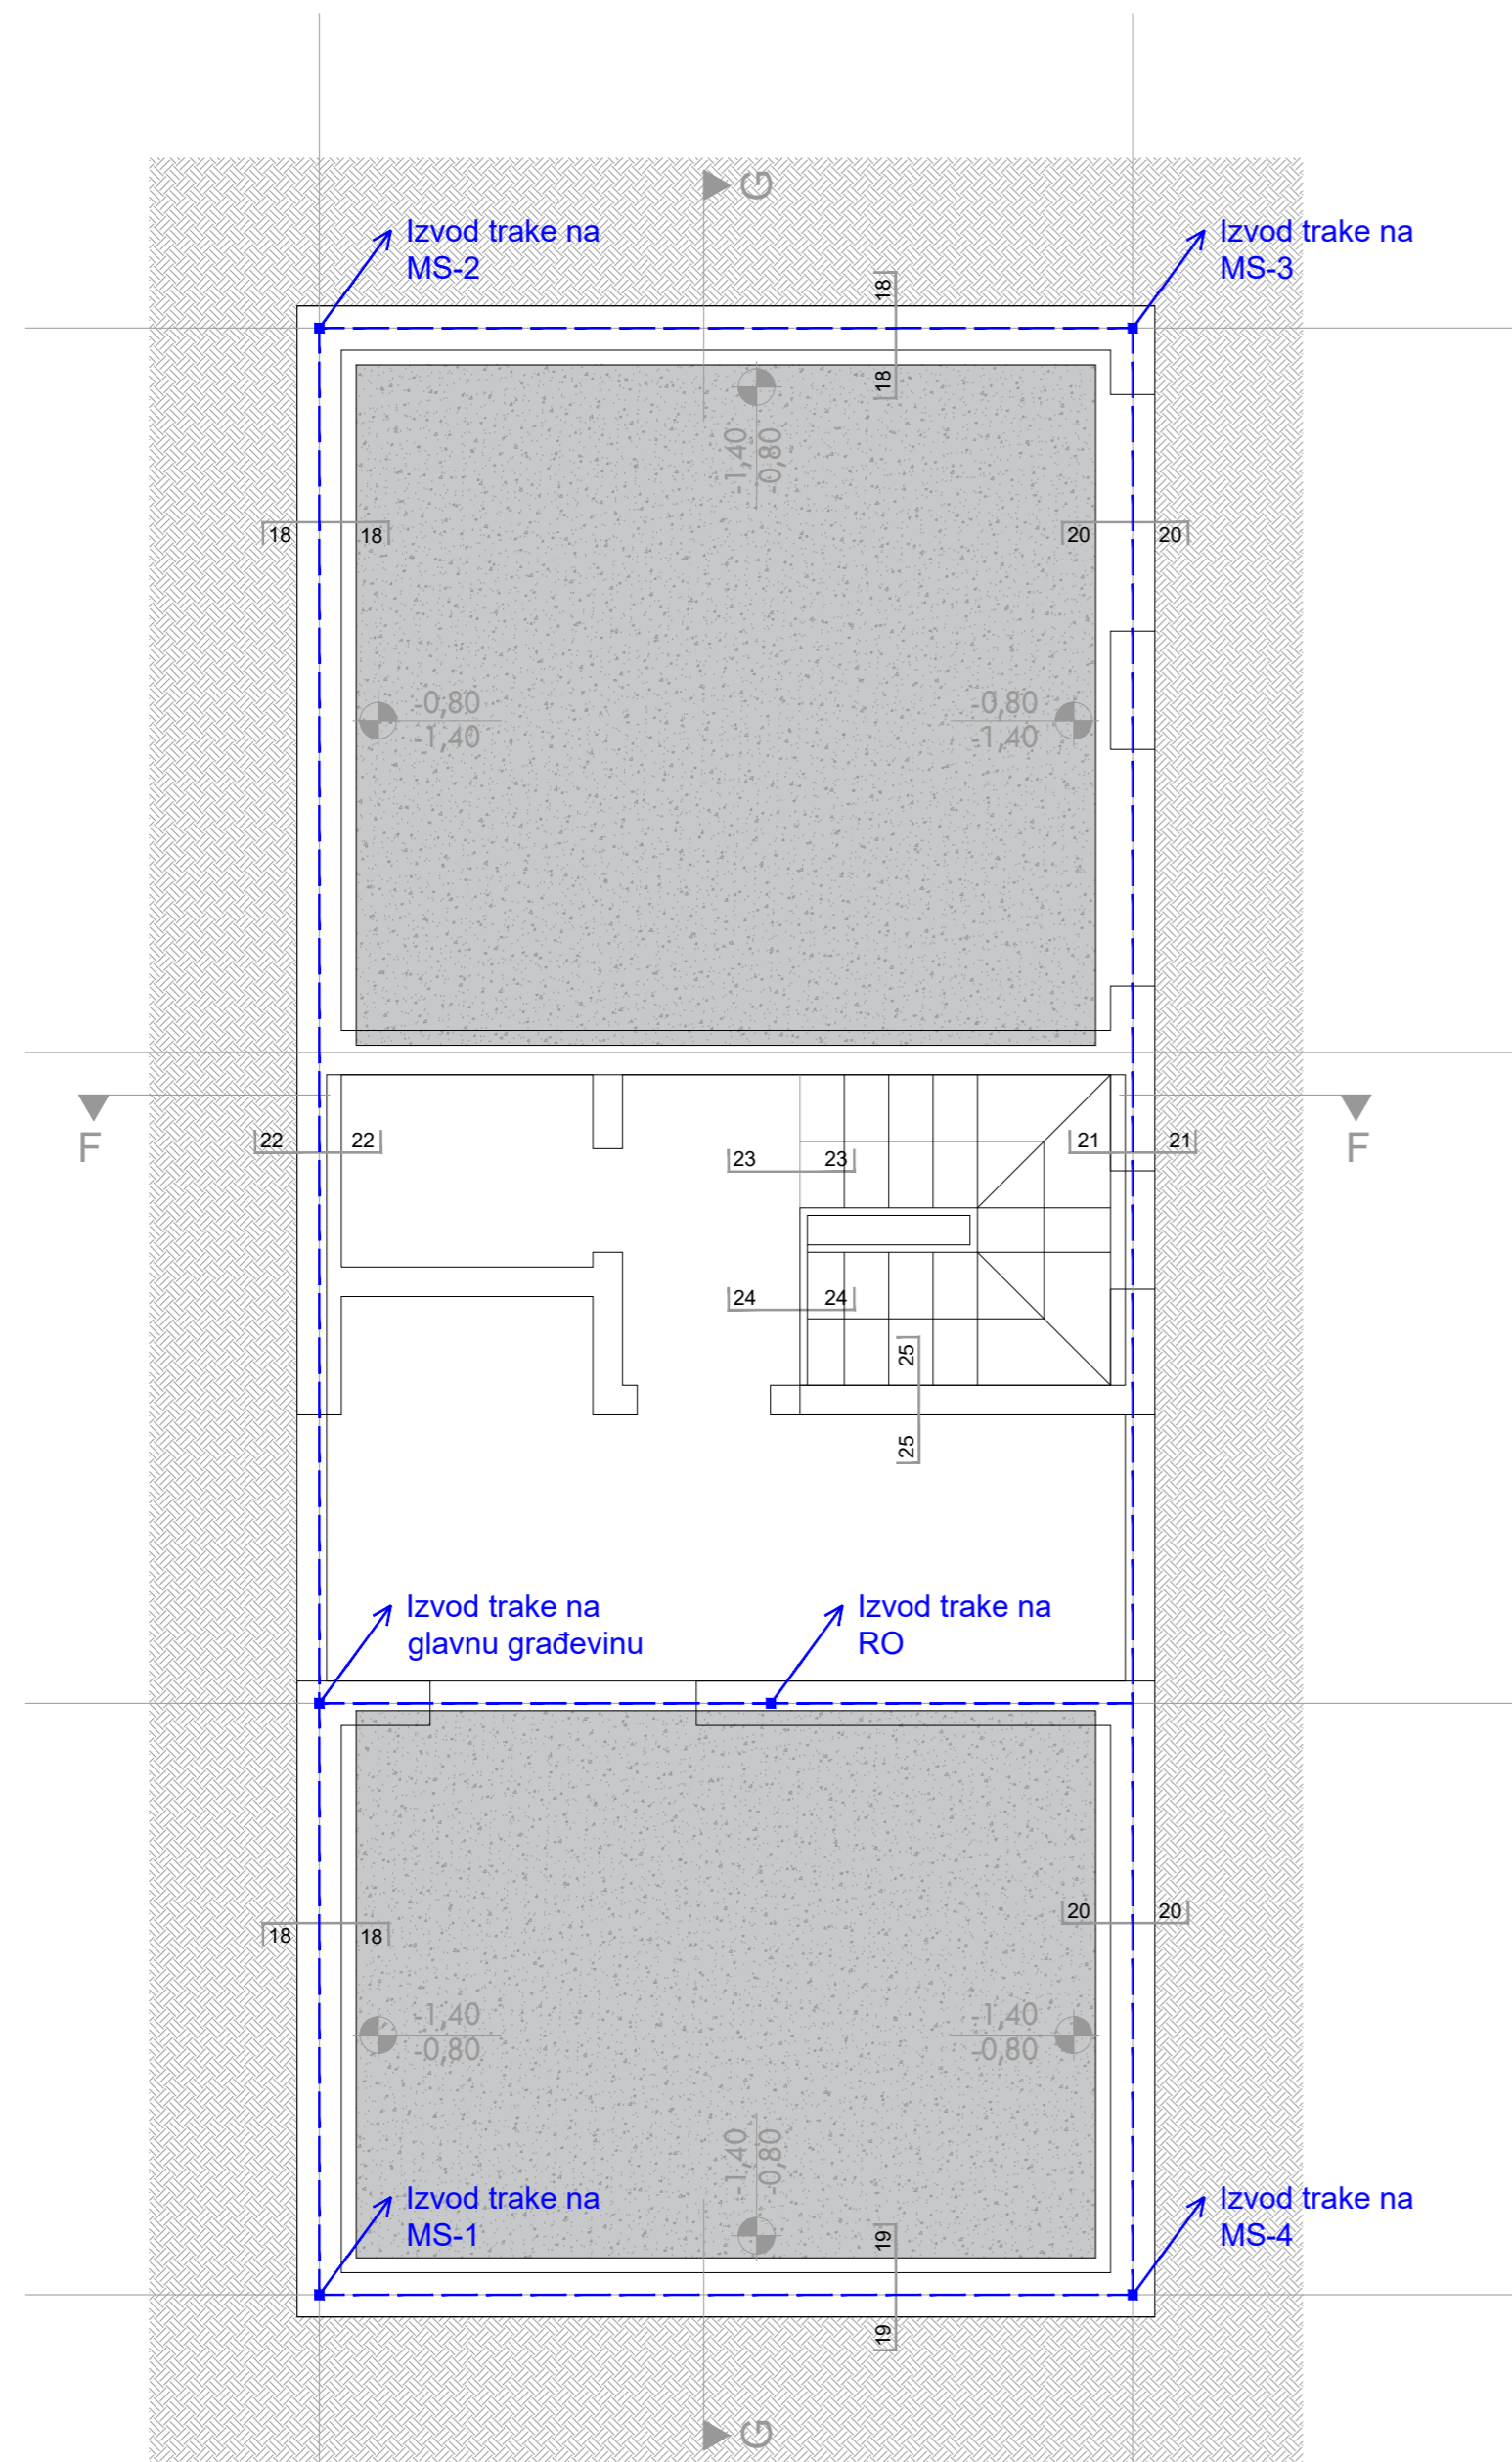 G
Izvod trake na
MS-2
Izvod trake na
MS-3
18
18
-1,40
-0,80
18
18
20
20
-0,80
-1,40
-0,80
-1,40
F
F
22
22
21
21
23
23
24
24
25
25
Izvod trake na
glavnu građevinu
Izvod trake na
RO
18
18
20
20
-1,40
-0,80
-1,40
-0,80
-1,40
-0,80
Izvod trake na
MS-1
Izvod trake na
MS-4
19
19
G